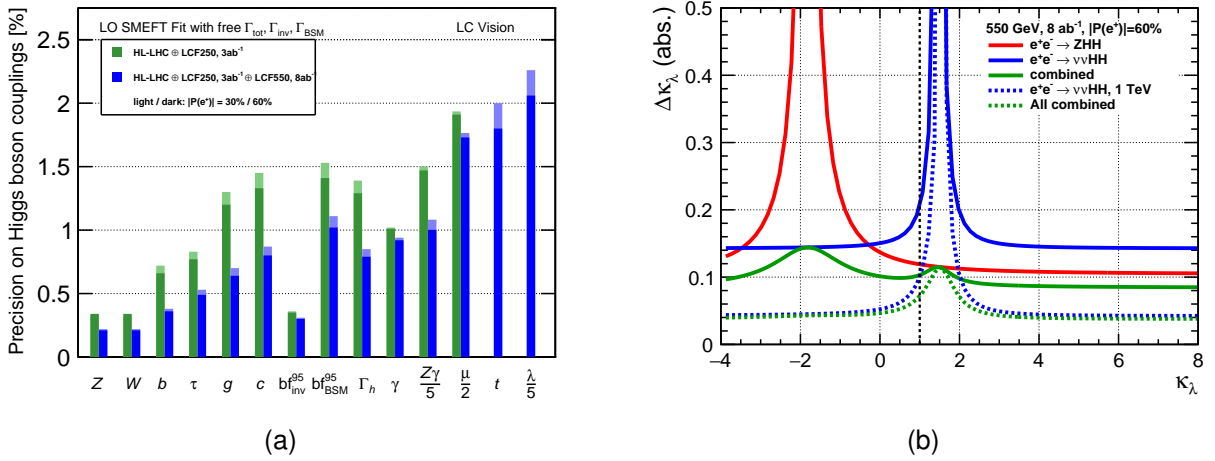 LO SMEFT Fit with free Γtot, Γinv, ΓBSM
LC Vision
HL-LHC ⊕ LCF250, 3ab⁻¹
HL-LHC ⊕ LCF250, 3ab⁻¹ ⊕ LCF550, 8ab⁻
light / dark: |P(e⁺)| = 30% / 60%
Precision on Higgs boson couplings [%]
2.5
2
1.5
1
0.5
0
Z W b τ g c bf⁹⁵inv bf⁹⁵BSM Γh γ Zγ/5 μ/2 t λ/5
(a)
Δκλ (abs.)
0.5
0.4
0.3
0.2
0.1
0
550 GeV, 8 ab⁻¹, |P(e⁺)|=60%
e⁺e⁻ → ZHH
e⁺e⁻ → ννHH
combined
e⁺e⁻ → ννHH, 1 TeV
All combined
−4 −2 0 2 4 6 8
κλ
(b)